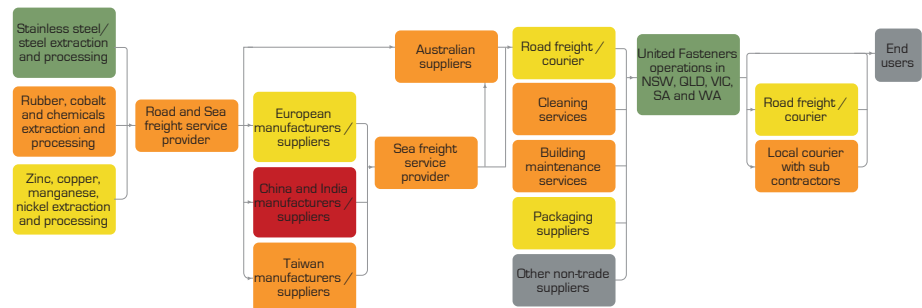 Stainless steel/
steel extraction
and processing
Rubber, cobalt
and chemicals
extraction and
processing
Zinc, copper,
manganese,
nickel extraction
and processing
Road and Sea
freight service
provider
European
manufacturers /
suppliers
China and India
manufacturers /
suppliers
Taiwan
manufacturers /
suppliers
Australian
suppliers
Sea freight
service
provider
Road freight /
courier
Cleaning
services
Building
maintenance
services
Packaging
suppliers
Other non-trade
suppliers
United Fasteners
operations in
NSW, QLD, VIC,
SA and WA
Road freight /
courier
Local courier
with sub
contractors
End
users